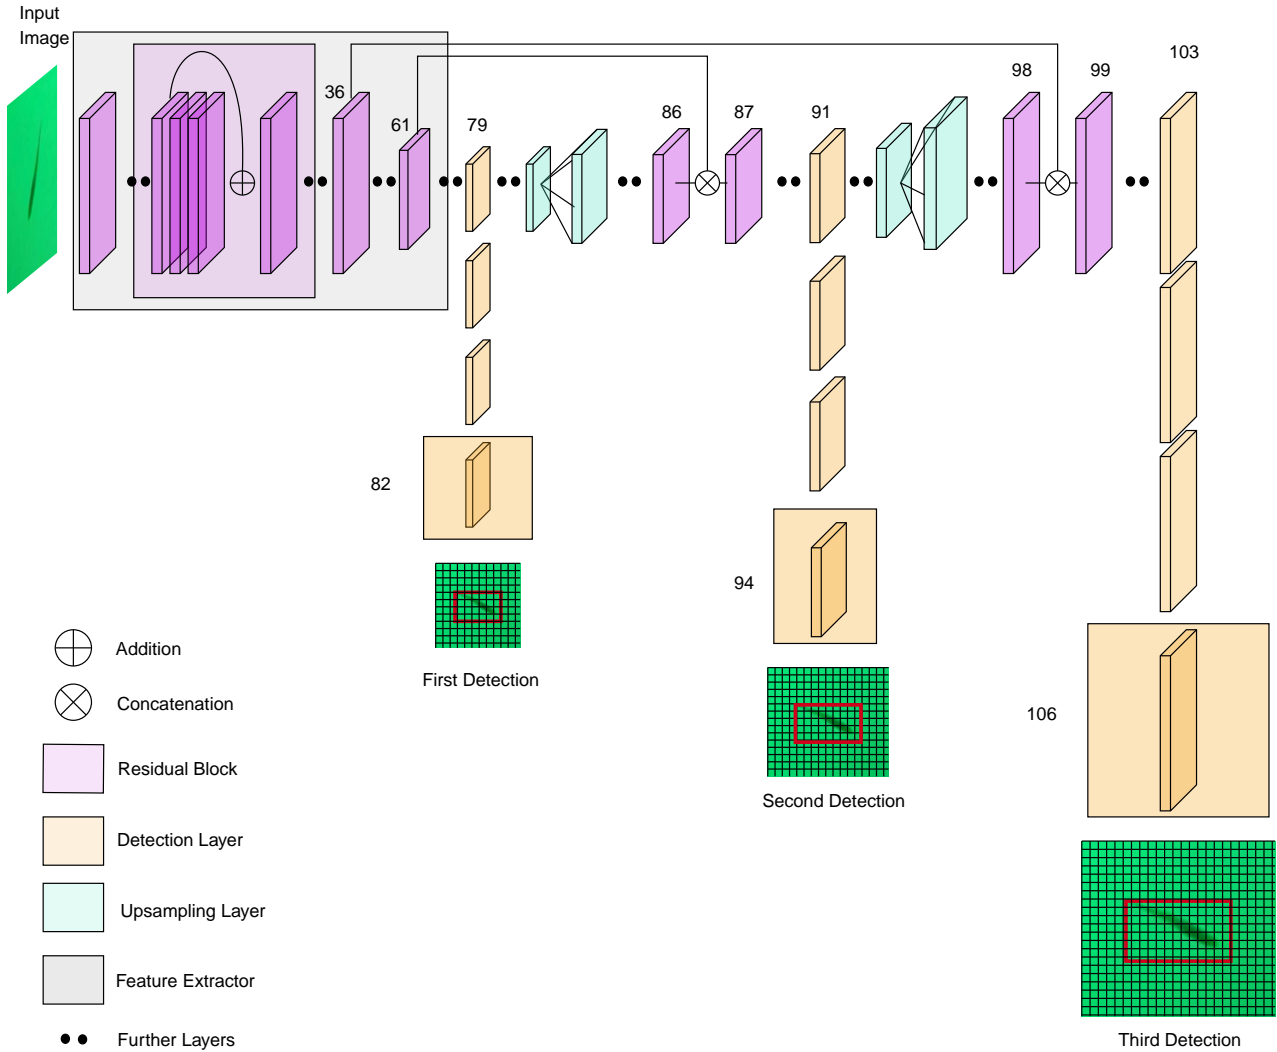 Input
Image
36
61
79
86
87
91
98
99
103
82
94
106
First Detection
Second Detection
Third Detection
Addition
Concatenation
Residual Block
Detection Layer
Upsampling Layer
Feature Extractor
Further Layers